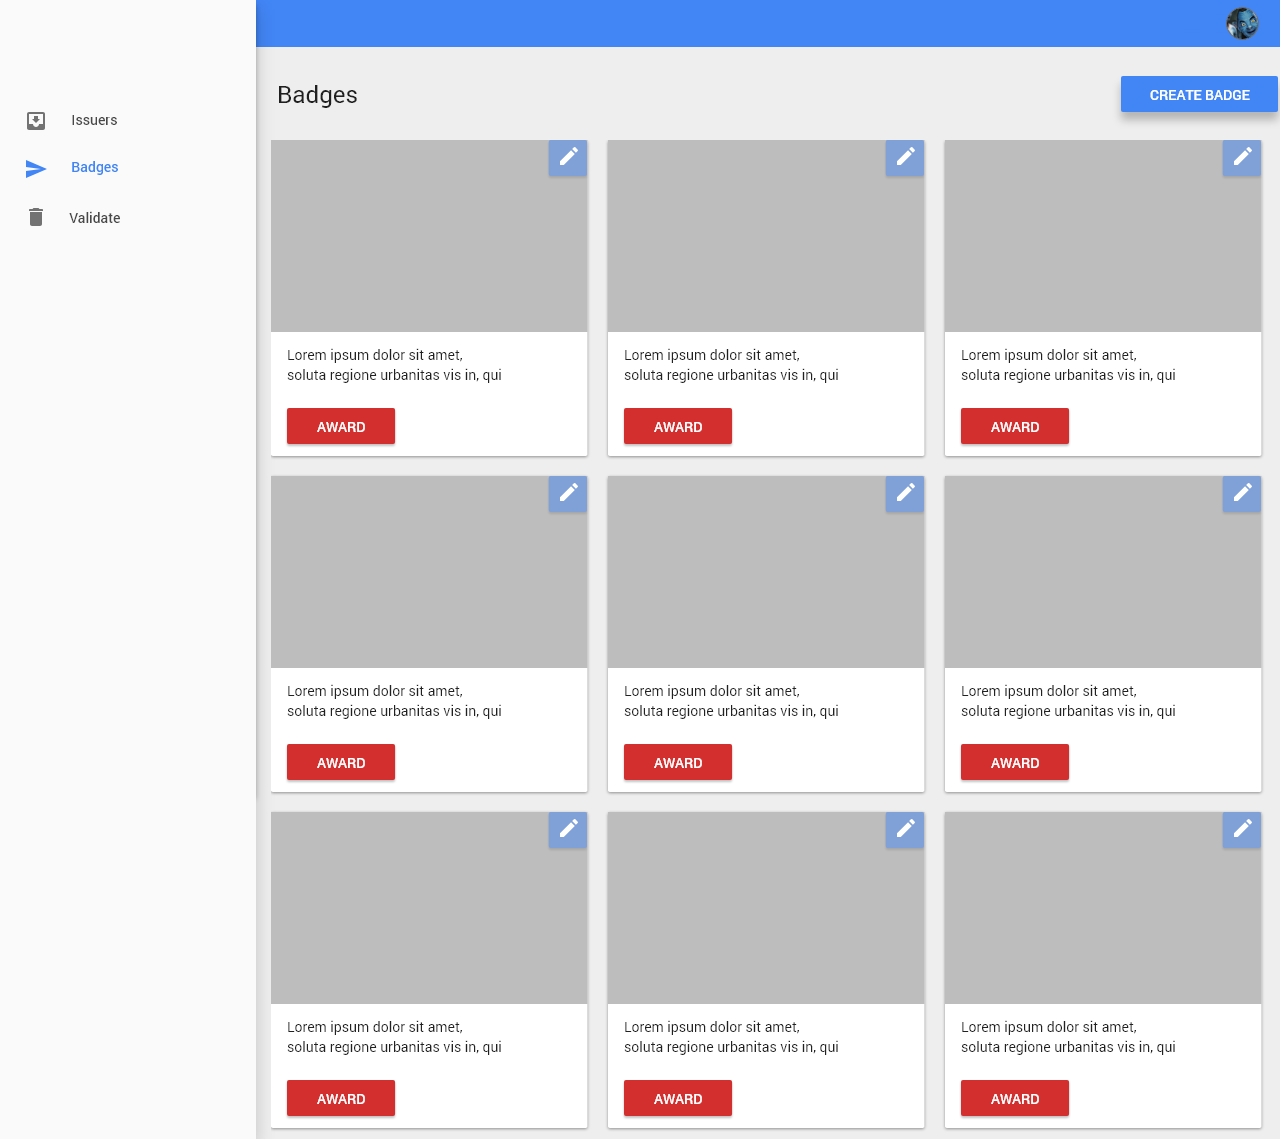 Issuers
Badges
Validate
Badges
CREATE BADGE
Lorem ipsum dolor sit amet,
soluta regione urbanitas vis in, qui
AWARD
Lorem ipsum dolor sit amet,
soluta regione urbanitas vis in, qui
AWARD
Lorem ipsum dolor sit amet,
soluta regione urbanitas vis in, qui
AWARD
Lorem ipsum dolor sit amet,
soluta regione urbanitas vis in, qui
AWARD
Lorem ipsum dolor sit amet,
soluta regione urbanitas vis in, qui
AWARD
Lorem ipsum dolor sit amet,
soluta regione urbanitas vis in, qui
AWARD
Lorem ipsum dolor sit amet,
soluta regione urbanitas vis in, qui
AWARD
Lorem ipsum dolor sit amet,
soluta regione urbanitas vis in, qui
AWARD
Lorem ipsum dolor sit amet,
soluta regione urbanitas vis in, qui
AWARD